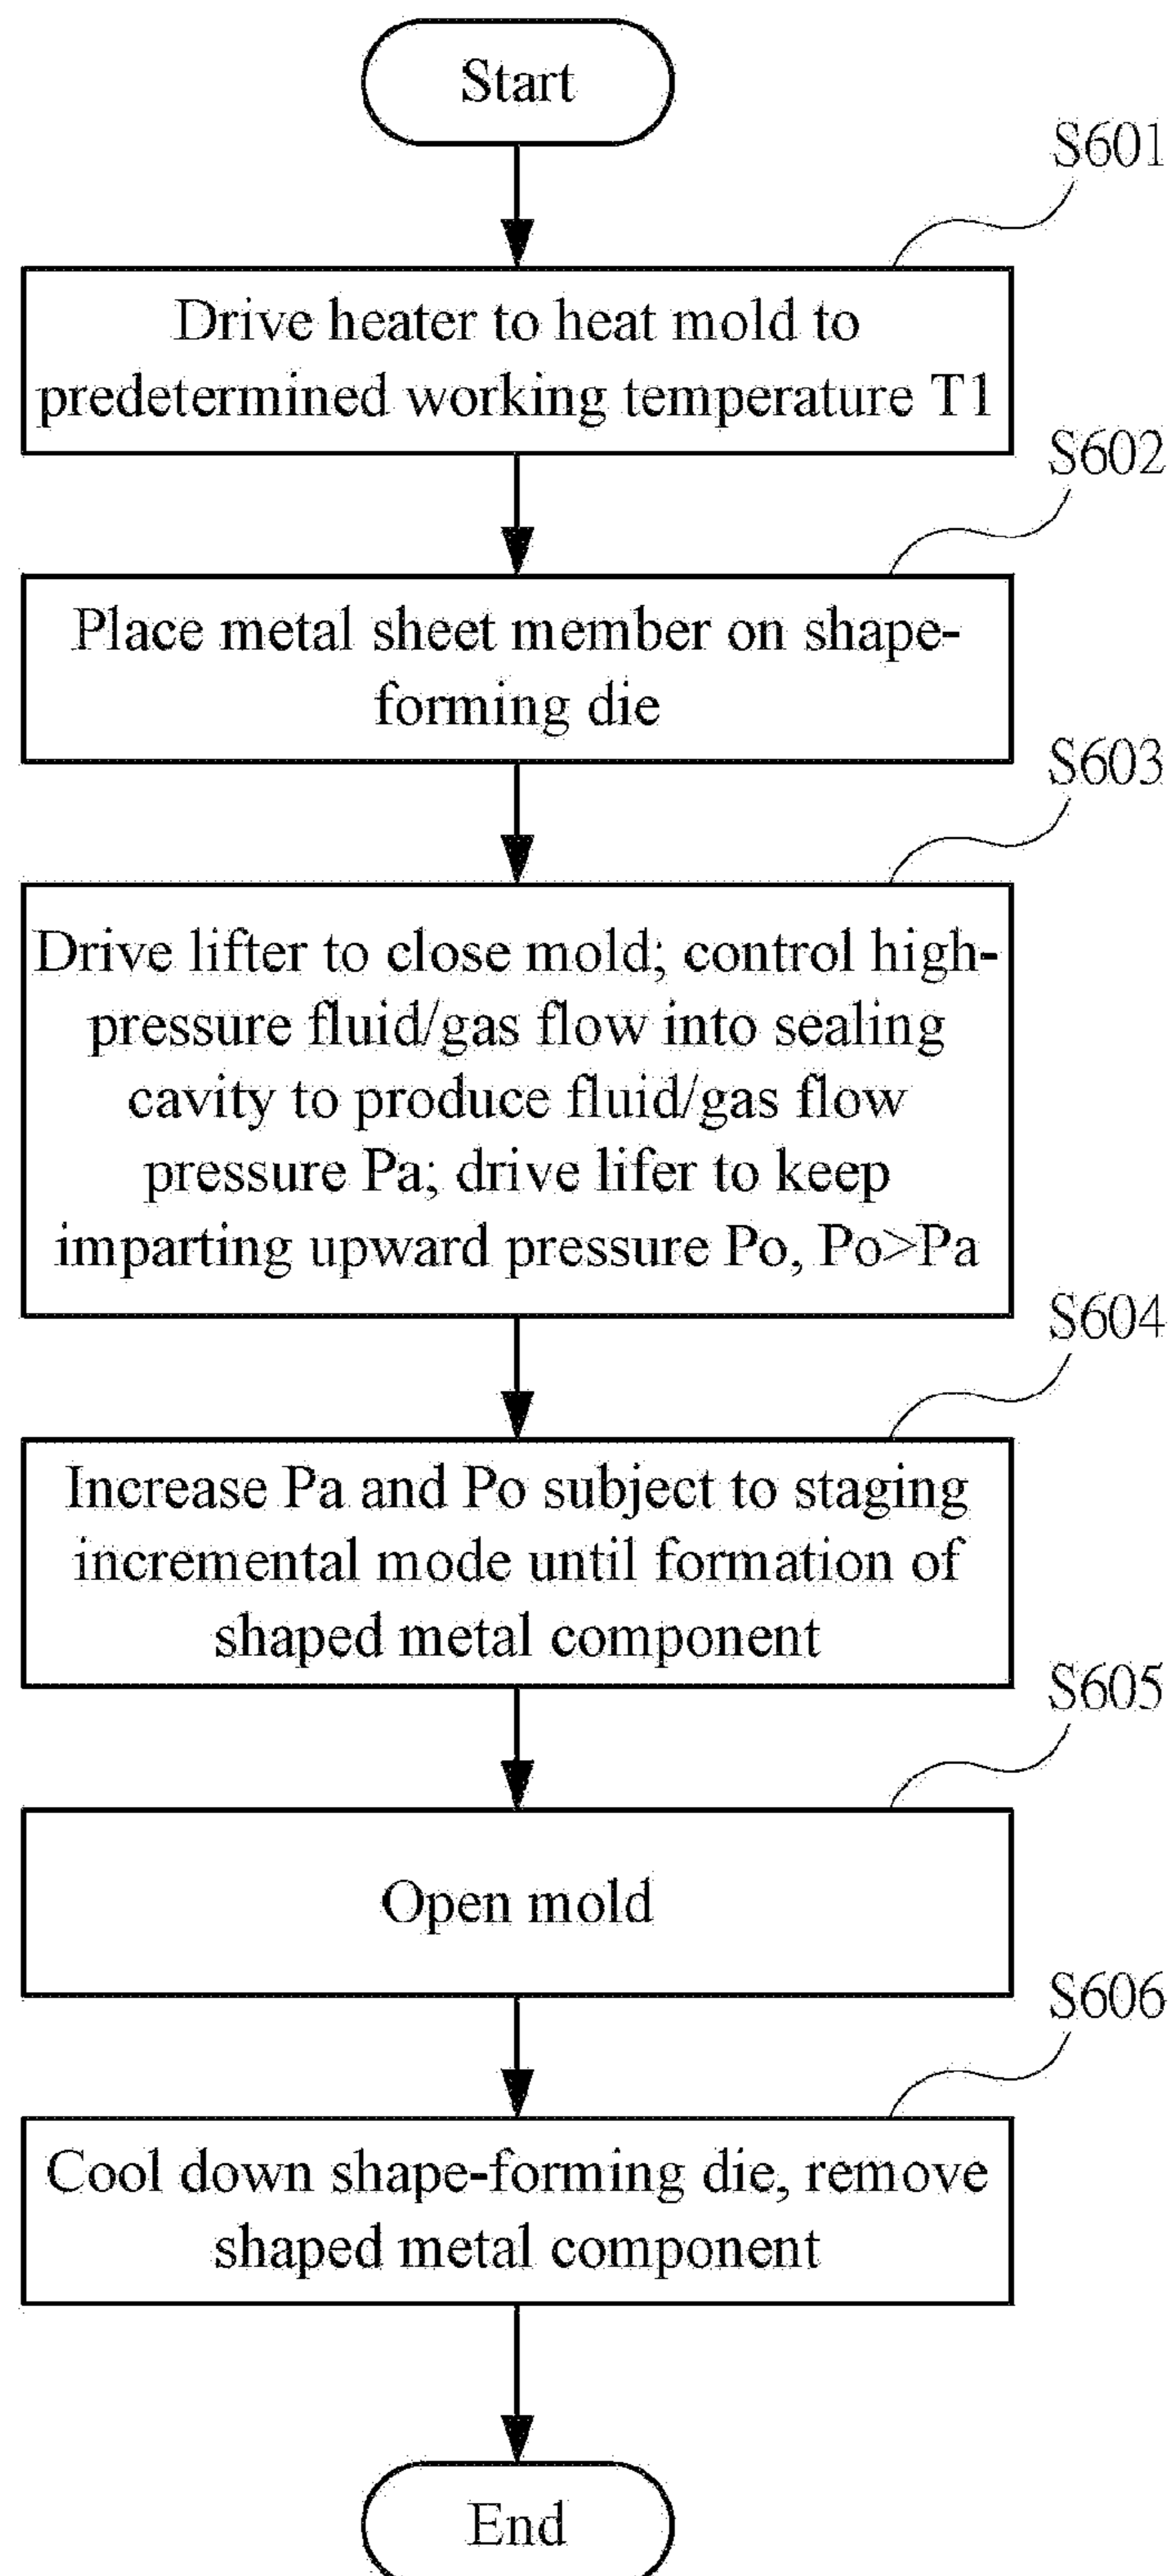 Start
S601
Drive heater to heat mold to
predetermined working temperature T1
S602
Place metal sheet member on shape-
forming die
S603
Drive lifter to close mold; control high-
pressure fluid/gas flow into sealing
cavity to produce fluid/gas flow
pressure Pa; drive lifer to keep
imparting upward pressure Po, Po>Pa
S604
Increase Pa and Po subject to staging
incremental mode until formation of
shaped metal component
S605
Open mold
S606
Cool down shape-forming die, remove
shaped metal component
End